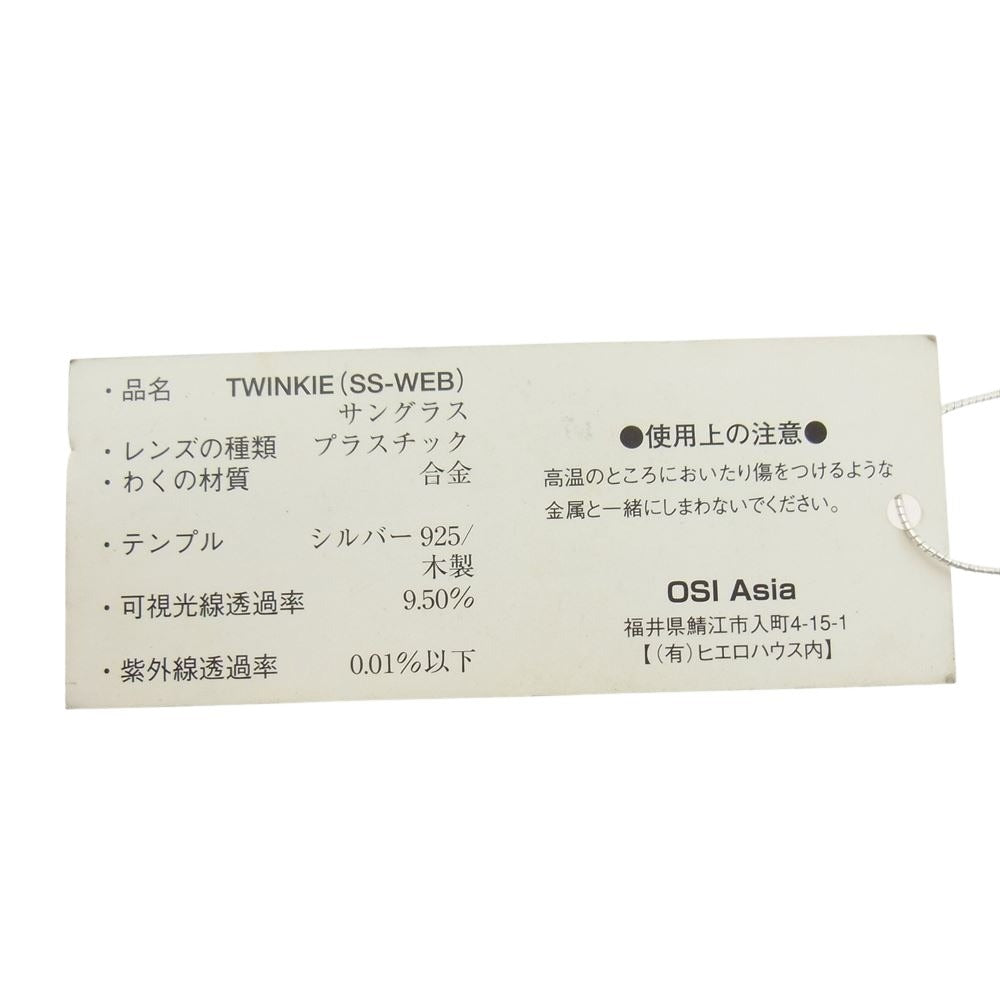 ・品名 TWINKIE(SS-WEB)
サングラス
・レンズの種類 プラスチック
・わくの材質 合金
・テンプル シルバー925/
木製
・可視光線透過率 9.50%
・紫外線透過率 0.01%以下
●使用上の注意●
高温のところにおいたり傷をつけるような
金属と一緒にしまわないでください。
OSI Asia
福井県鯖江市入町4-15-1
【(有)ヒエロハウス内】